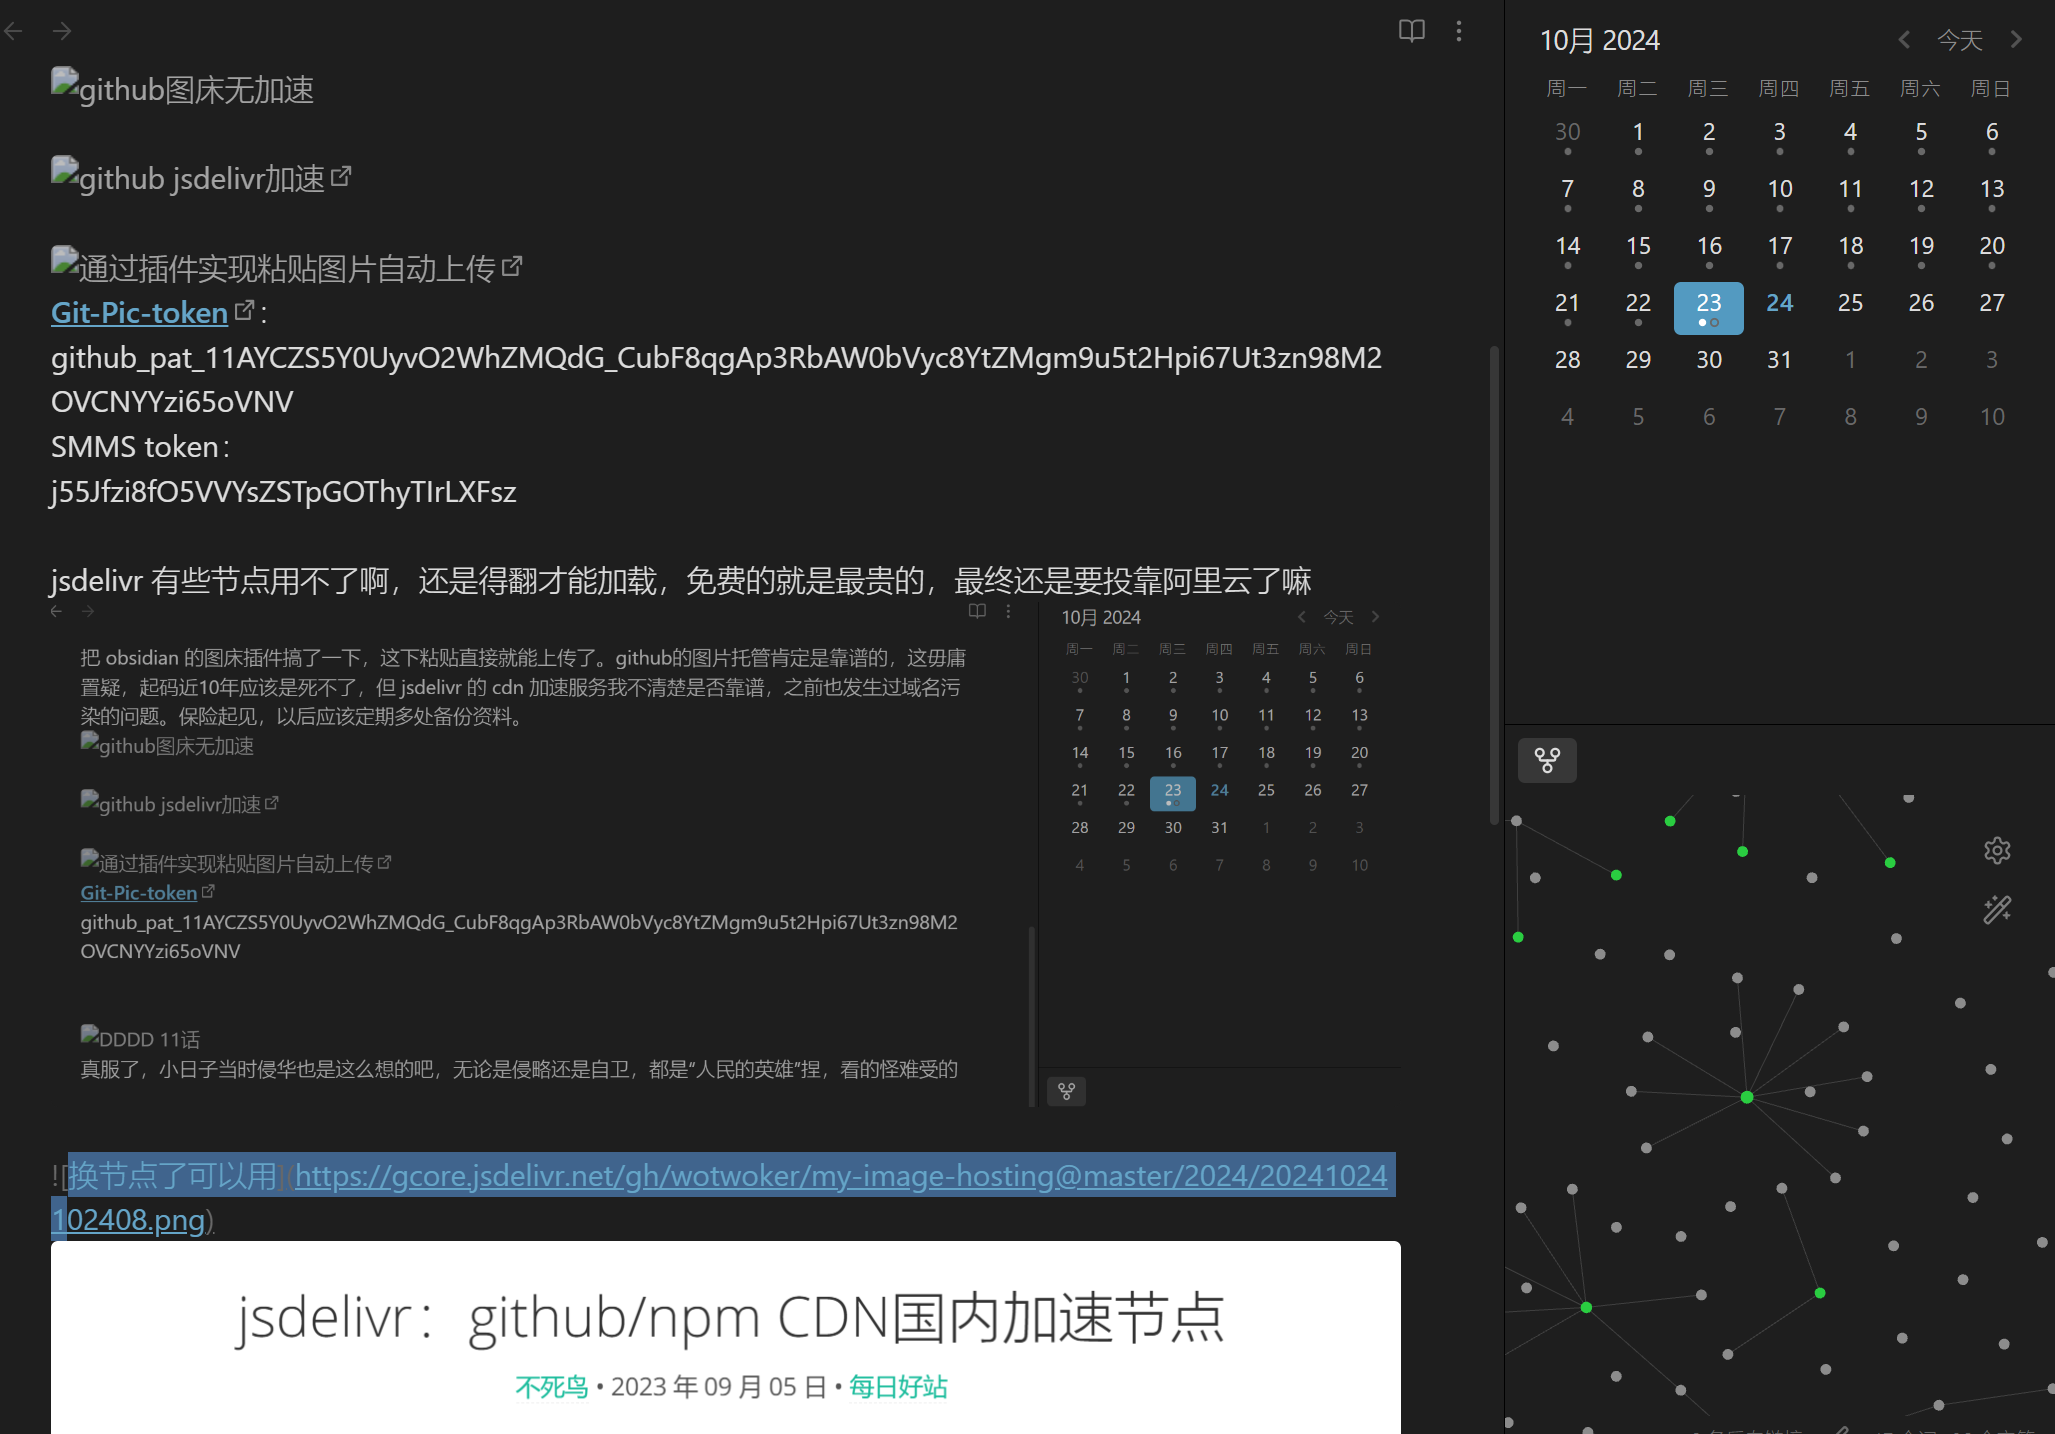 github图床无加速
github jsdelivr加速
通过插件实现粘贴图片自动上传
Git-Pic-token：
github_pat_11AYCZS5Y0UyvO2WhZMQdG_CubF8qgAp3RbAW0bVyc8YtZMgm9u5t2Hpi67Ut3zn98M2
OVCNYYzi65oVNV
SMMS token：
j55Jfzi8fO5VVYsZSTpGOThyTIrLXFsz
jsdelivr 有些节点用不了啊，还是得翻才能加载，免费的就是最贵的，最终还是要投靠阿里云了嘛
把 obsidian 的图床插件搞了一下，这下粘贴直接就能上传了。github的图片托管肯定是靠谱的，这毋庸
置疑，起码近10年应该是死不了，但 jsdelivr 的 cdn 加速服务我不清楚是否靠谱，之前也发生过域名污
染的问题。保险起见，以后应该定期多处备份资料。
github图床无加速
github jsdelivr加速
通过插件实现粘贴图片自动上传
Git-Pic-token
github_pat_11AYCZS5Y0UyvO2WhZMQdG_CubF8qgAp3RbAW0bVyc8YtZMgm9u5t2Hpi67Ut3zn98M2
OVCNYYzi65oVNV
DDDD 11话
真服了，小日子当时侵华也是这么想的吧，无论是侵略还是自卫，都是“人民的英雄”捏，看的怪难受的
10月 2024 今天
周一 周二 周三 周四 周五 周六 周日
30 1 2 3 4 5 6
7 8 9 10 11 12 13
14 15 16 17 18 19 20
21 22 23 24 25 26 27
28 29 30 31 1 2 3
4 5 6 7 8 9 10
![换节点了可以用](https://gcore.jsdelivr.net/gh/wotwoker/my-image-hosting@master/2024/20241024
102408.png)
jsdelivr：github/npm CDN国内加速节点
不死鸟 • 2023 年 09 月 05 日 • 每日好站
10月 2024 今天
周一 周二 周三 周四 周五 周六 周日
30 1 2 3 4 5 6
7 8 9 10 11 12 13
14 15 16 17 18 19 20
21 22 23 24 25 26 27
28 29 30 31 1 2 3
4 5 6 7 8 9 10